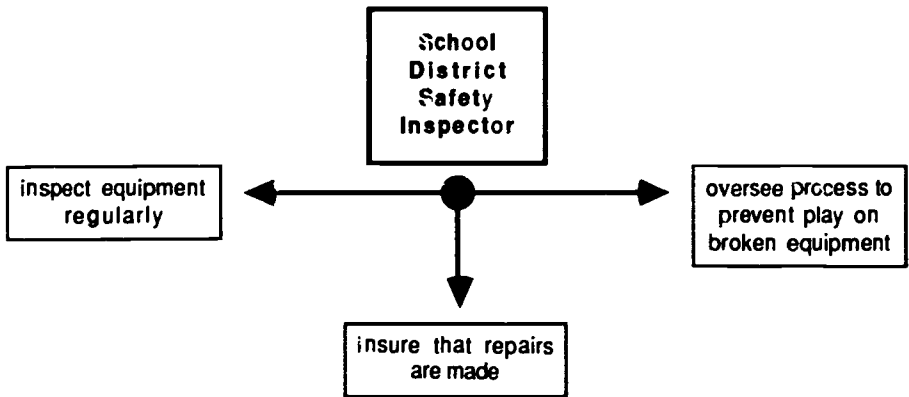 School
District
Safety
Inspector
inspect equipment
regularly
oversee process to
prevent play on
broken equipment
insure that repairs
are made